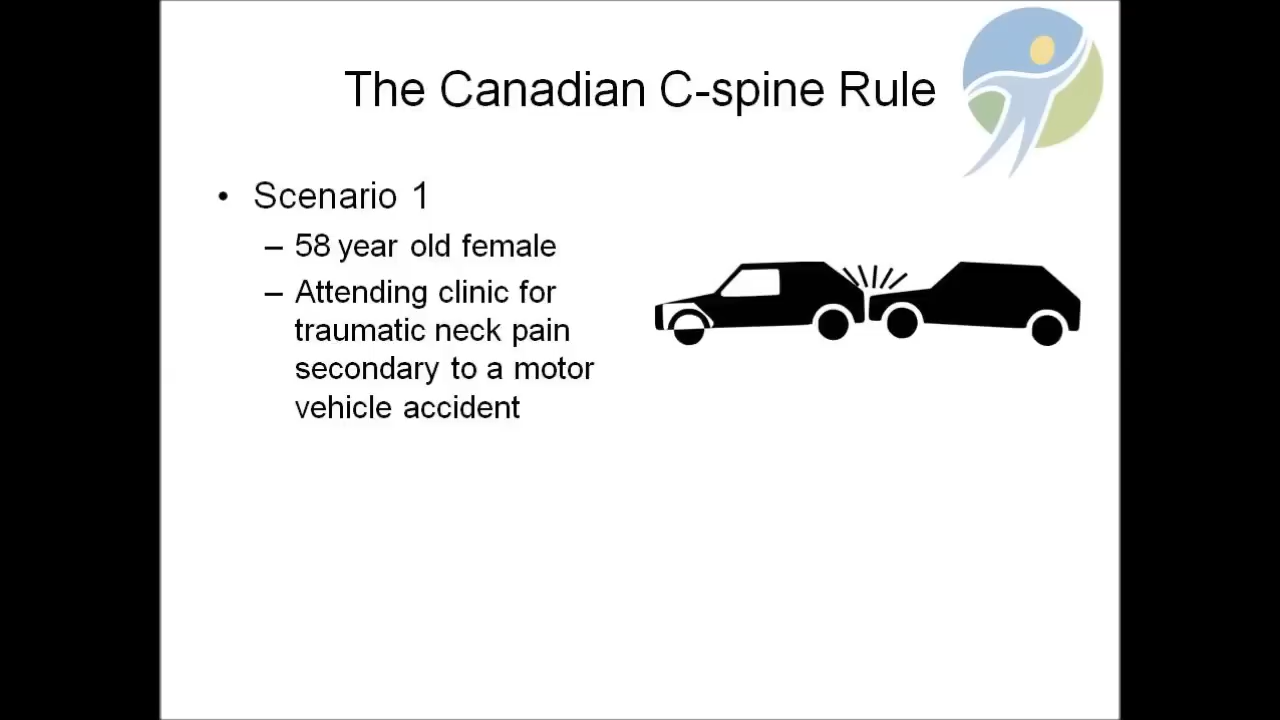 The Canadian C-spine Rule
• Scenario 1
– 58 year old female
– Attending clinic for
traumatic neck pain
secondary to a motor
vehicle accident